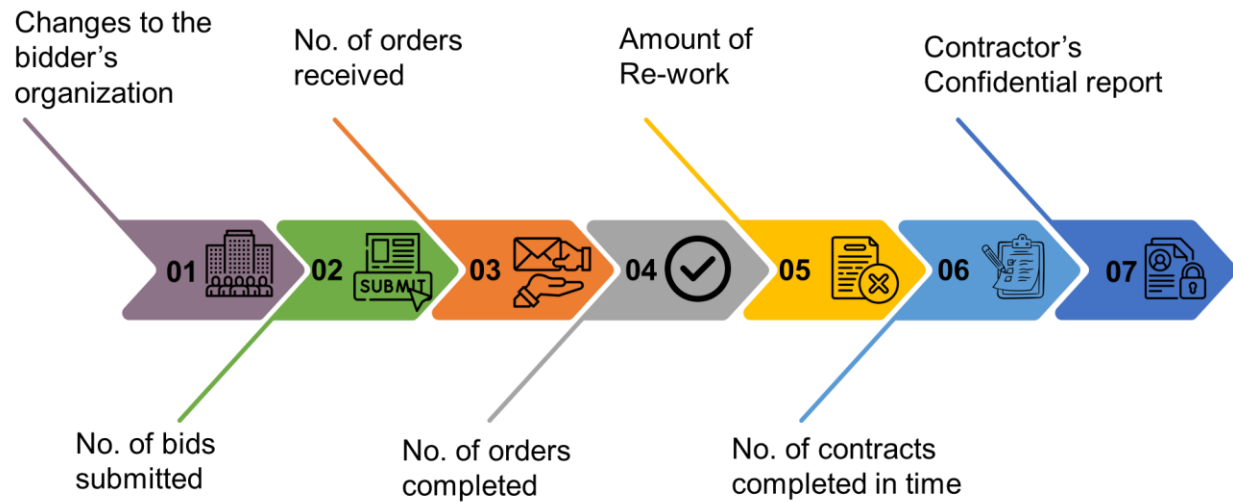 Changes to the
bidder’s
organization
No. of orders
received
Amount of
Re-work
Contractor’s
Confidential report
01
02
SUBMIT
03
04
05
06
07
No. of bids
submitted
No. of orders
completed
No. of contracts
completed in time